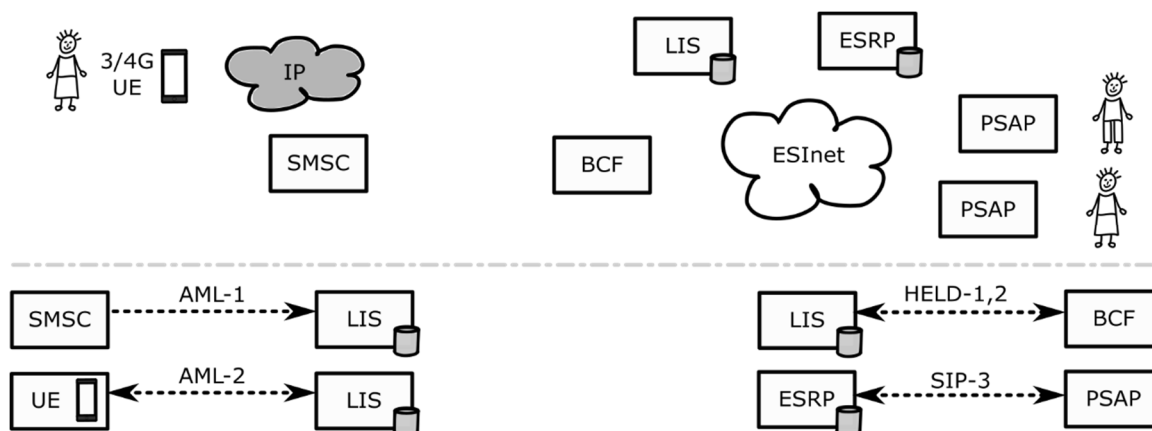 3/4G
UE
IP
LIS
ESRP
SMSC
BCF
ESInet
PSAP
PSAP
SMSC
AML-1
LIS
LIS
HELD-1,2
BCF
UE
AML-2
LIS
ESRP
SIP-3
PSAP